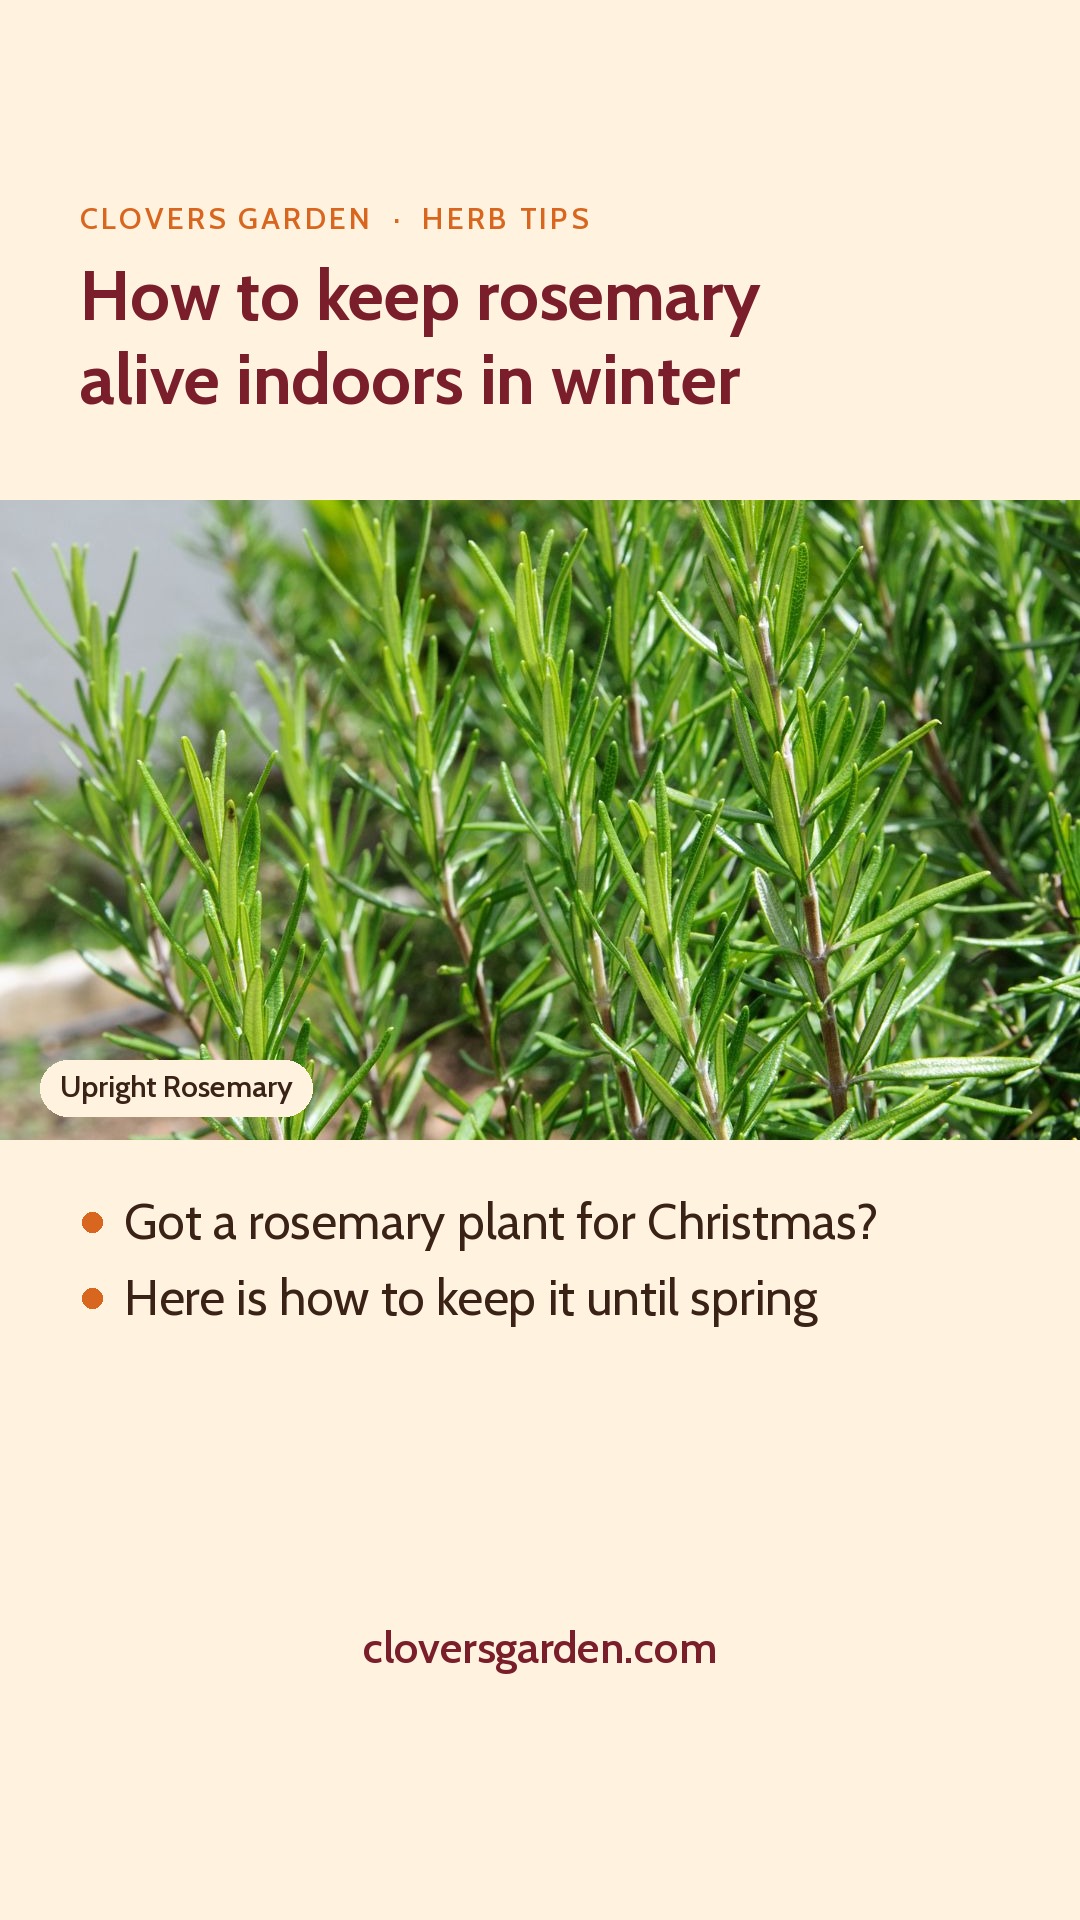 CLOVERS GARDEN · HERB TIPS
How to keep rosemary
alive indoors in winter
Upright Rosemary
Got a rosemary plant for Christmas?
Here is how to keep it until spring
cloversgarden.com